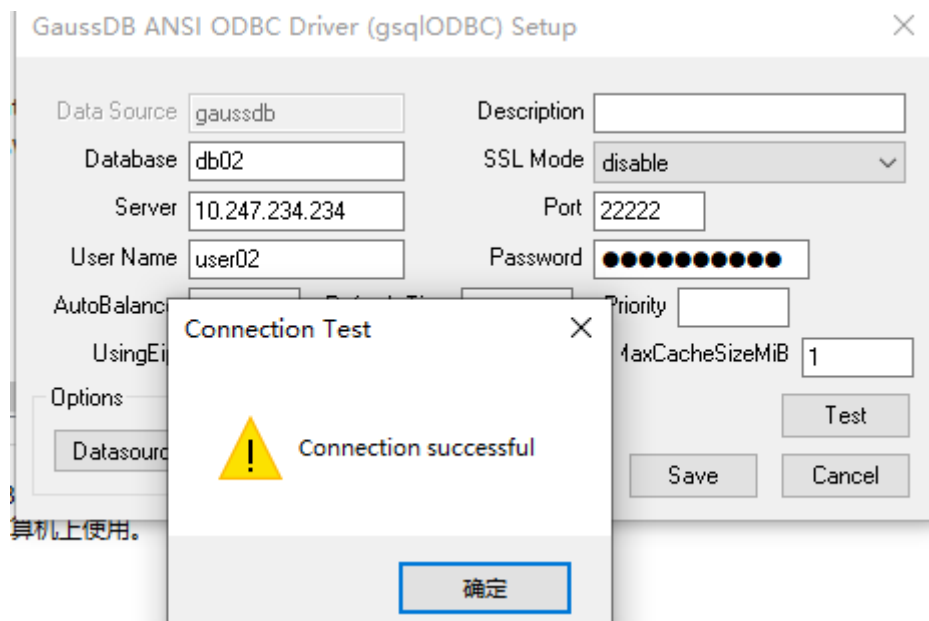 GaussDB ANSI ODBC Driver (gsqlODBC) Setup
Data Source gaussdb Description
Database db02 SSL Mode disable
Server 10.247.234.234 Port 22222
User Name user02 Password ●●●●●●●●●●
Priority
Connection Test
MaxCacheSizeMiB 1
Options
Test
Connection successful
Save Cancel
算机上使用。
确定